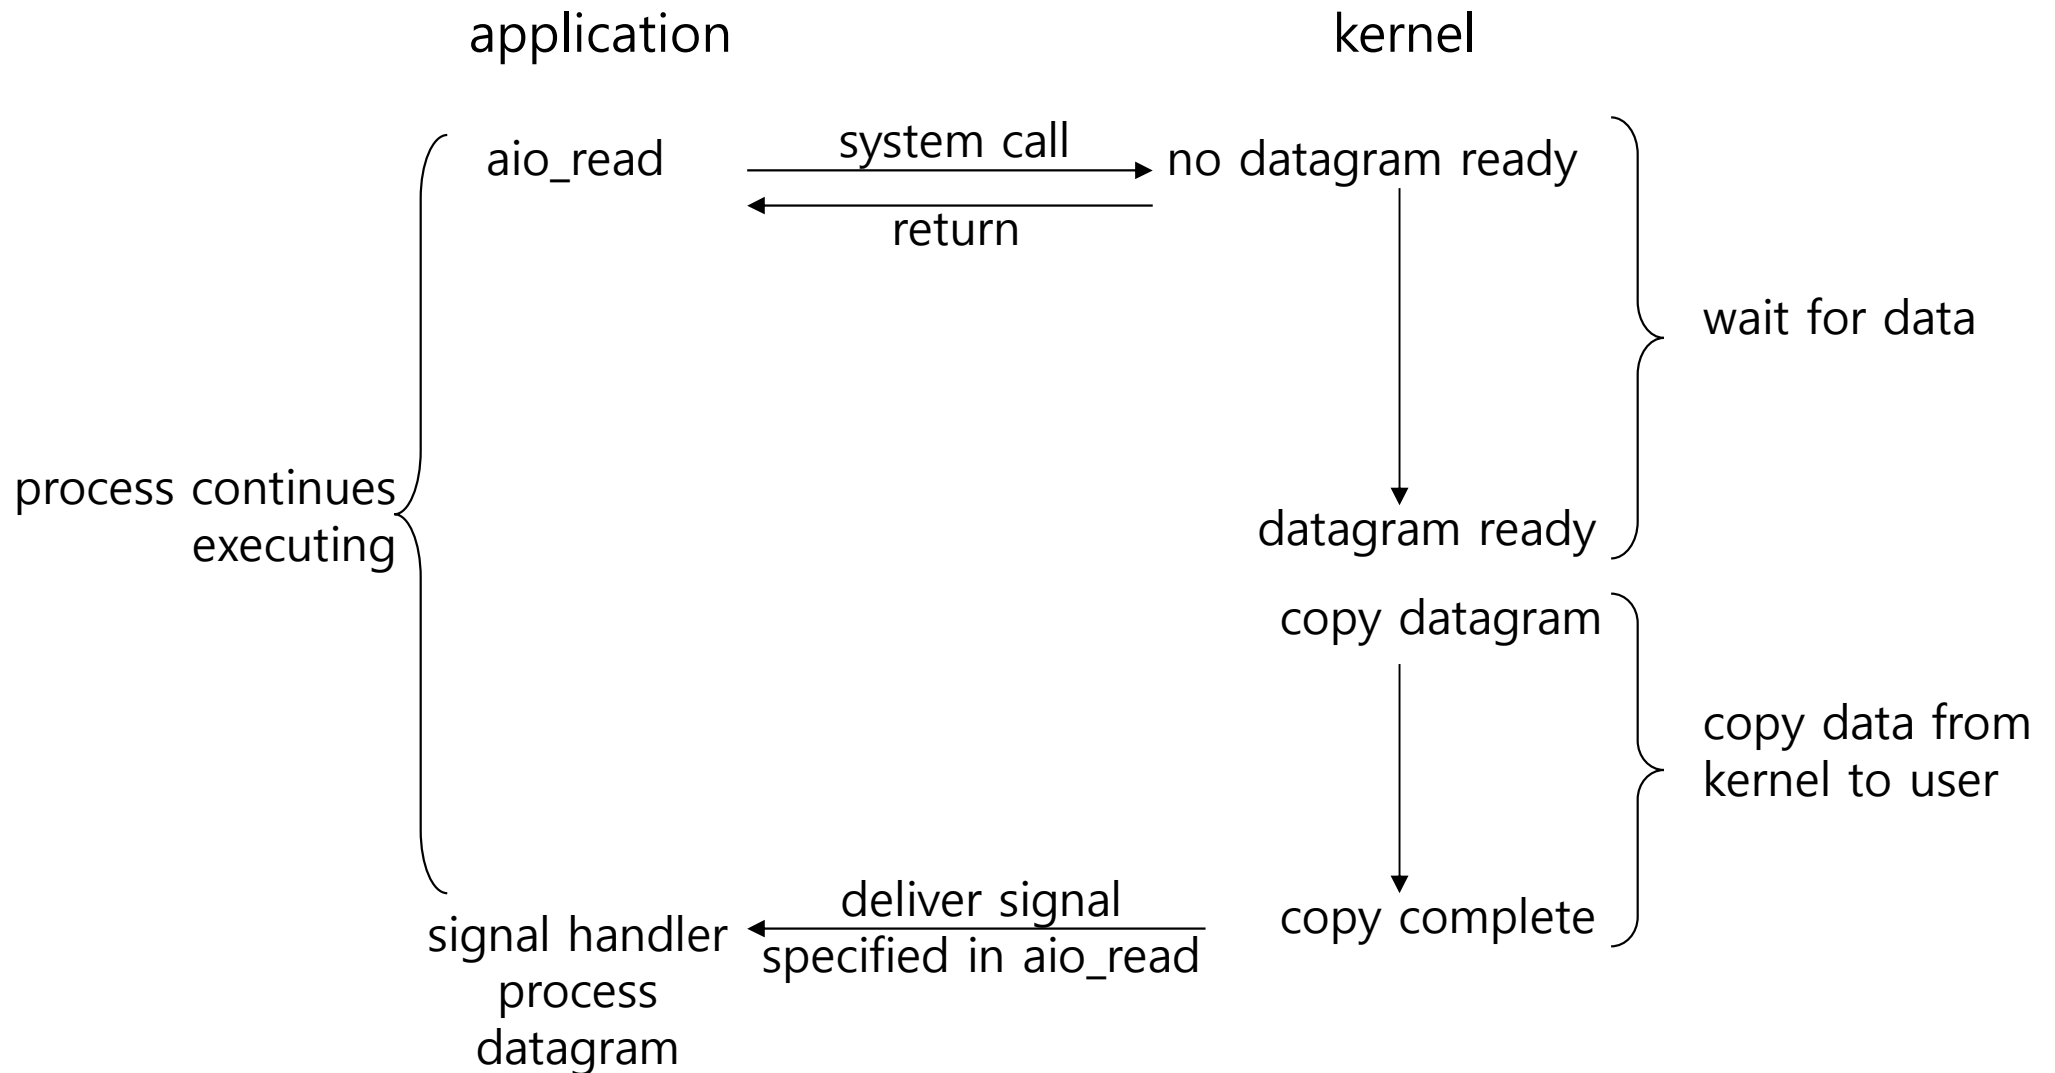 application
kernel
aio_read
system call
no datagram ready
return
wait for data
process continues
executing
datagram ready
copy datagram
copy data from
kernel to user
deliver signal
copy complete
signal handler
specified in aio_read
process
datagram